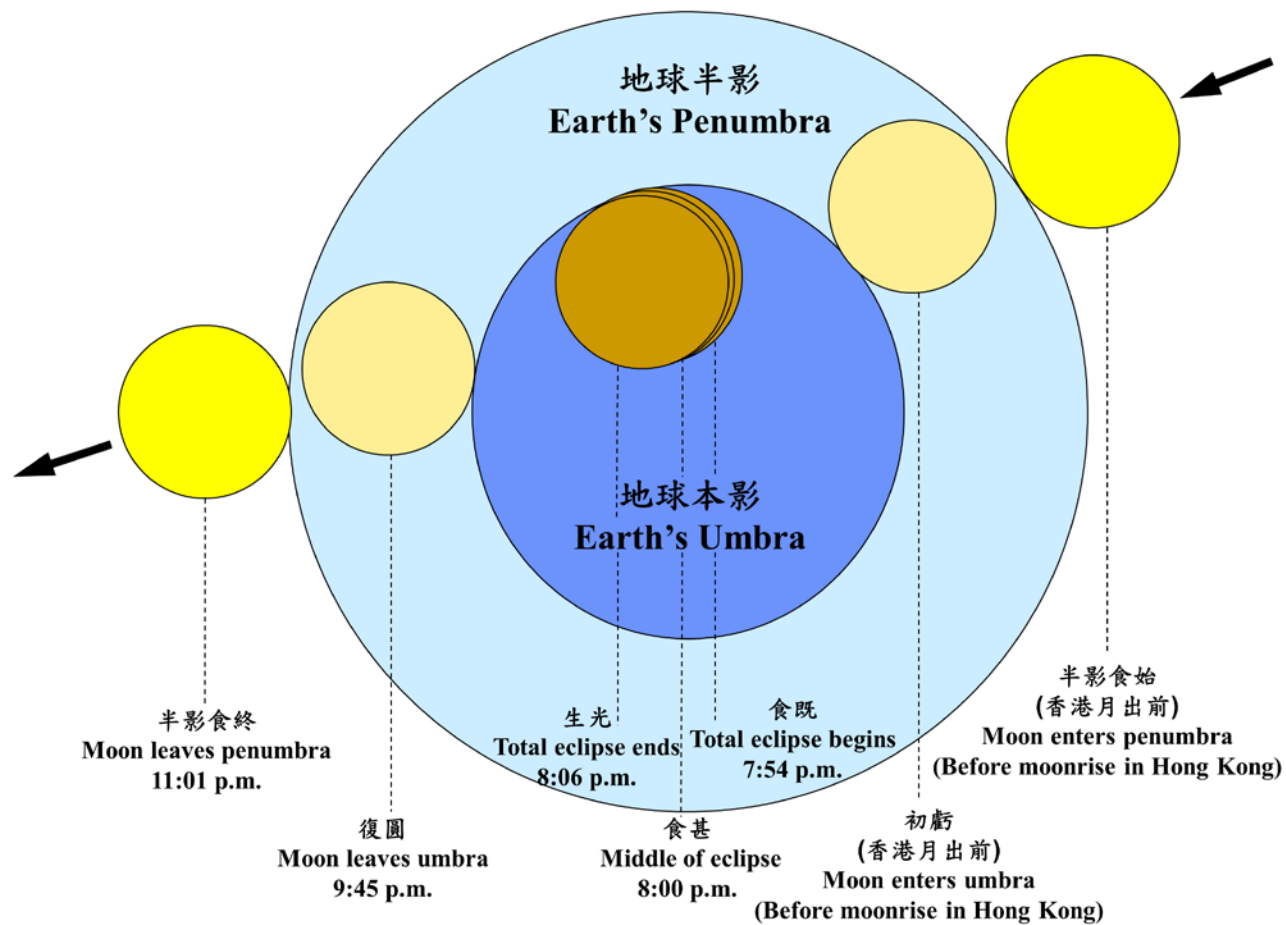 地球半影
Earth’s Penumbra
地球本影
Earth’s Umbra
半影食終
Moon leaves penumbra
11:01 p.m.
復圓
Moon leaves umbra
9:45 p.m.
生光
Total eclipse ends
8:06 p.m.
食甚
Middle of eclipse
8:00 p.m.
食既
Total eclipse begins
7:54 p.m.
初虧
(香港月出前)
Moon enters umbra
(Before moonrise in Hong Kong)
半影食始
(香港月出前)
Moon enters penumbra
(Before moonrise in Hong Kong)